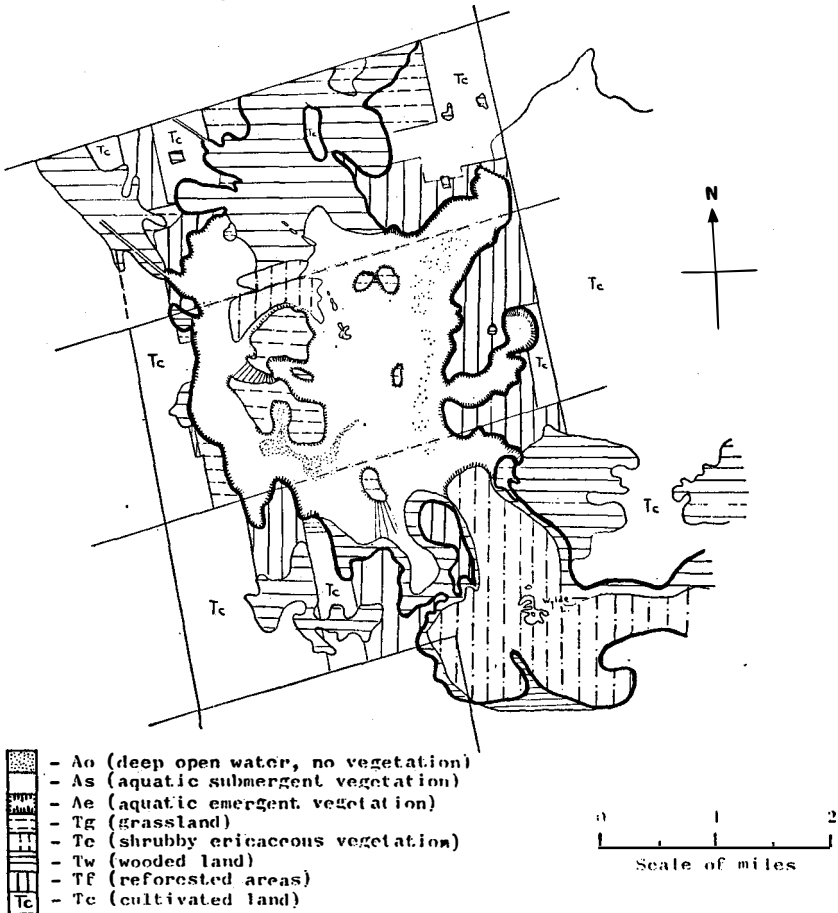 Tc
Tc
Tc
Tc
N
Tc
Tc
Tc
Tc
Tc
Tc
- Ao (deep open water, no vegetation)
- As (aquatic submergent vegetation)
- Ae (aquatic emergent vegetation)
- Tg (grassland)
- Te (shrubby ericaceous vegetation)
- Tw (wooded land)
- Tf (reforested areas)
Tc - Tc (cultivated land)
0 1 2
Scale of miles